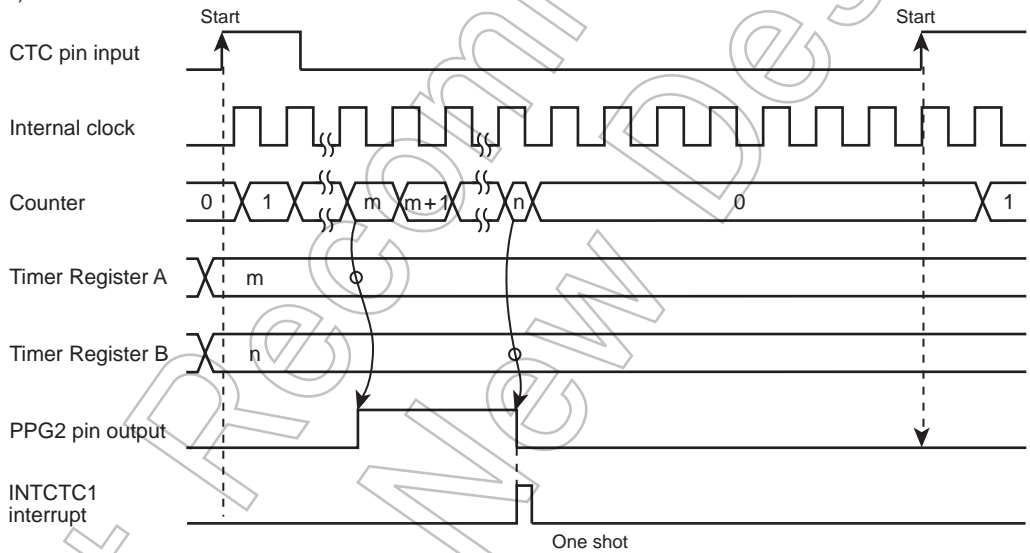 Start Start
CTC pin input
Internal clock
Counter 0 1 m m+1 n 0 1
Timer Register A m
Timer Register B n
PPG2 pin output
INTCTC1
interrupt
One shot